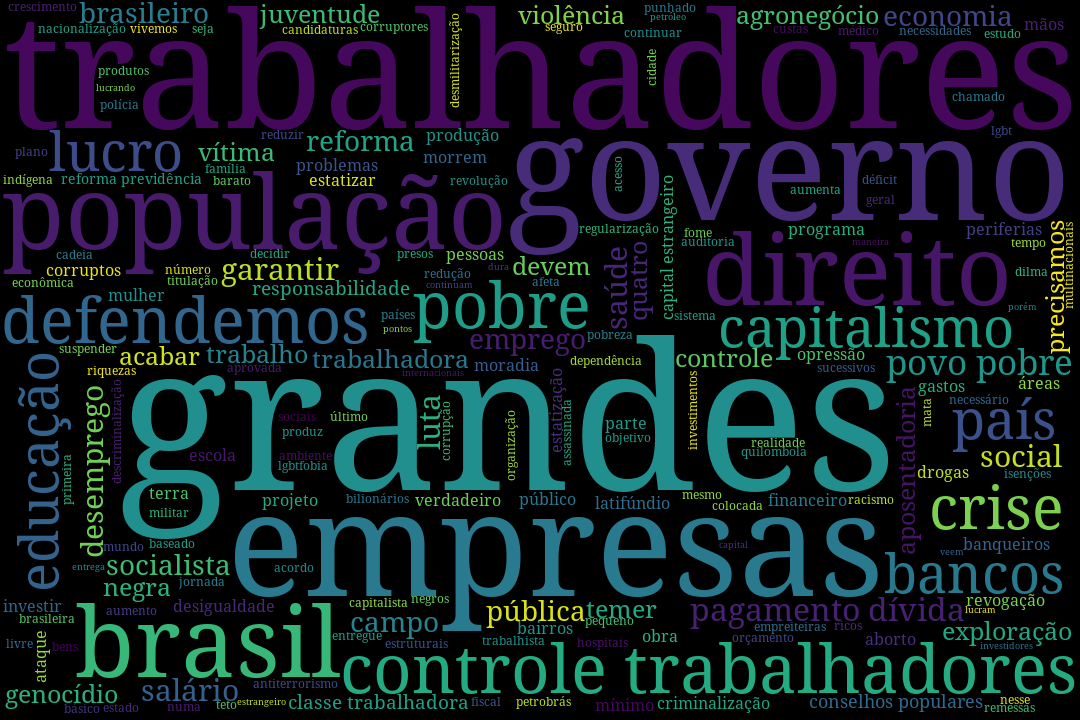 crescimento
brasileiro
juventude
violência
punhado
petróleo
agronegócio
economia
mãos
nacionalização
vivemos
seja
candidaturas
corruptores
seguro
continuar
custas
médico
necessidades
estudo
trabalhadores
desmilitarização
cidade
produtos
lucrando
polícia
chamado
lgbt
plano
lucro
vítima
reduzir
reforma
produção
governo
família
problemas
morrem
indígena
reforma previdência
barato
estatizar
revolução
acesso
aumenta
déficit
geral
população
capital estrangeiro
regularização
fome
auditoria
programa
maneira
periferias
tempo
precisamos
multinacionais
cadeia
decidir
presos
pessoas
corruptos
número
titulação
garantir
redução
continuam
dura
devem
afeta
saúde
quatro
direito
dilma
econômica
mulher
responsabilidade
defendemos
países
pontos
pobre
sistema
porém
capitalismo
emprego
pobreza
suspender
acabar
trabalho
trabalhadora
moradia
dependência
controle
opressão
sucessivos
povo pobre
riquezas
aprovada
internacionais
grandes
gastos
áreas
educação
desemprego
descriminalização
primeira
sociais
último
produz
luta
corrupção
organização
estatização
assassinada
parte
objetivo
investimentos
realidade
quilombola
aposentadoria
mata
necessário
país
social
escola
ambiente
lgbtfobia
drogas
isenções
terra
militar
projeto
bilionários
verdadeiro
público
latifúndio
mesmo
colocada
financeiro
racismo
crise
empresas
mundo
baseado
entrega
socialista
acordo
capital
veem
banqueiros
negra
jornada
bancos
investir
aumento
desigualdade
capitalista
negros
pública
temer
pagamento dívida
lucram
revogação
brasileira
brasil
campo
pequeno
bairros
empreiteiras
ricos
exploração
livre
ataque
bens
entregue
estruturais
trabalhista
hospitais
obra
orçamento
aborto
investidores
controle trabalhadores
genocídio
salário
antiterrorismo
básico
estado
numa
teto
estrangeiro
classe trabalhadora
fiscal
petrobrás
mínimo
criminalização
conselhos populares
nesse
remessas